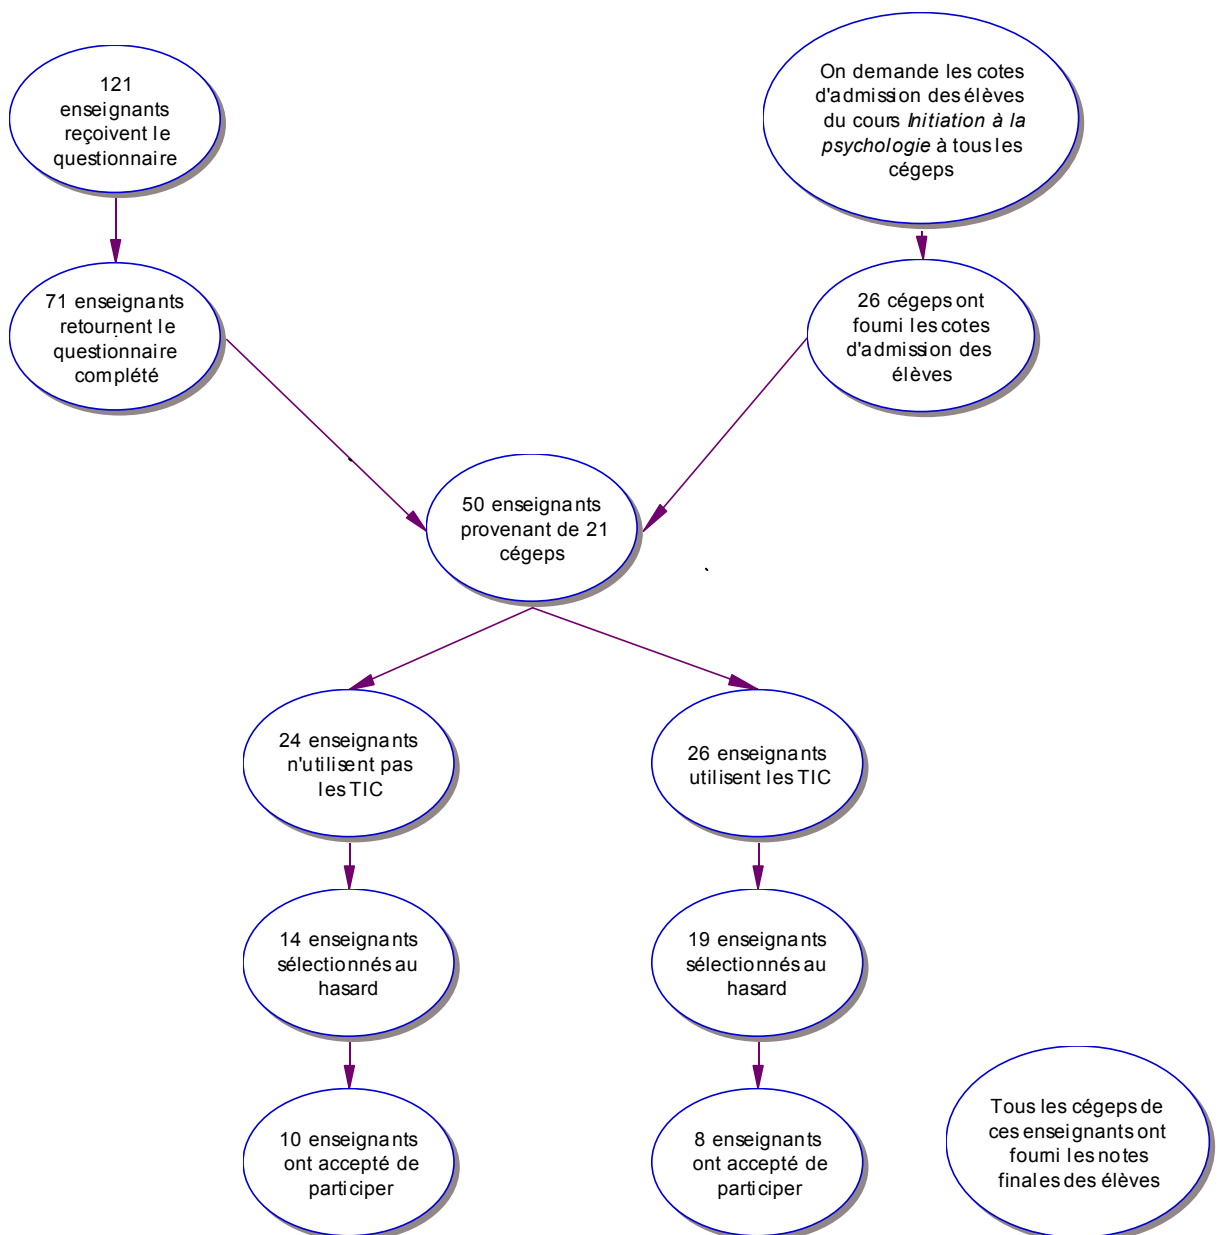 121
enseignants
reçoivent le
questionnaire
On demande les cotes
d'admission des élèves
du cours Initiation à la
psychologie à tous les
cégeps
71 enseignants
retournent le
questionnaire
complété
26 cégeps ont
fourni les cotes
d'admission des
élèves
50 enseignants
provenant de 21
cégeps
24 enseignants
n'utilisent pas
les TIC
26 enseignants
utilisent les TIC
14 enseignants
sélectionnés au
hasard
19 enseignants
sélectionnés au
hasard
10 enseignants
ont accepté de
participer
8 enseignants
ont accepté de
participer
Tous les cégeps de
ces enseignants ont
fourni les notes
finales des élèves